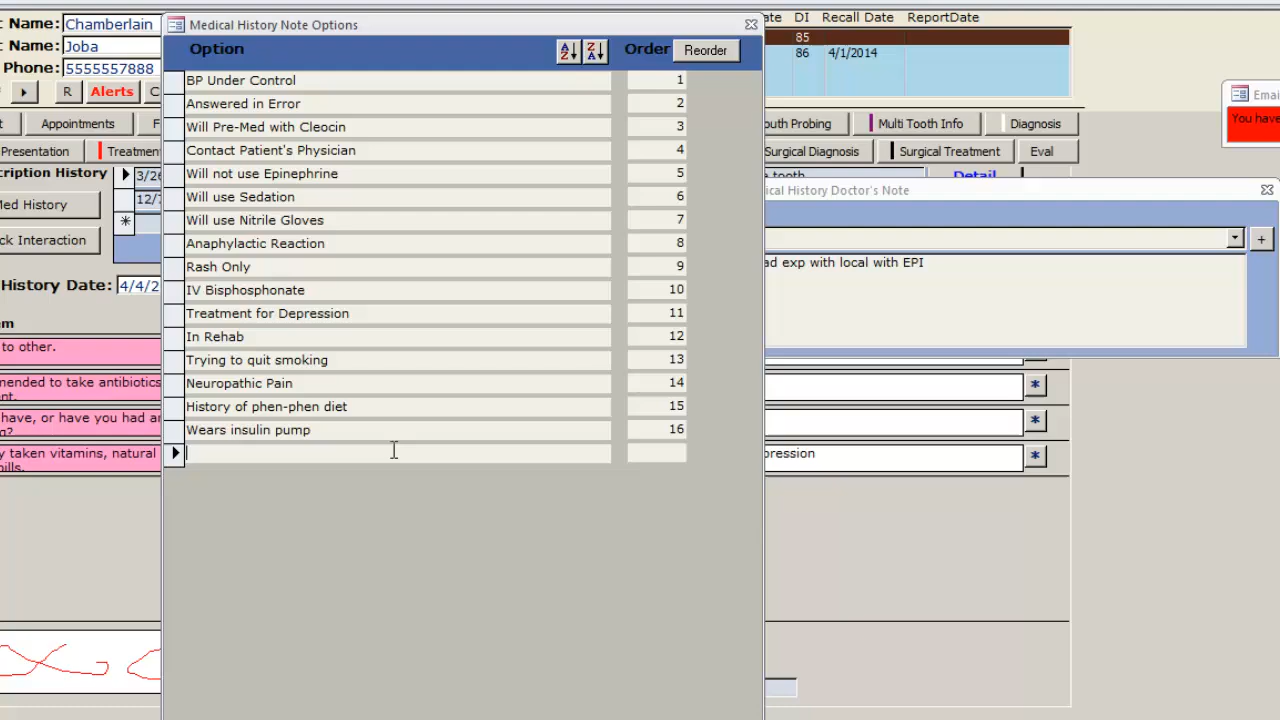 t Name: Chamberlain
Name: Joba
Phone: 5555557888
R Alerts C
t Appointments F
Presentation Treatmen
cription History 3/26
Med History 12/7
ck Interaction *
History Date: 4/4/2
m
to other.
mended to take antibiotics
nt.
have, or have you had an
y taken vitamins, natural
Medical History Note Options
Option A Z Z A Order Reorder
BP Under Control 1
Answered in Error 2
Will Pre-Med with Cleocin 3
Contact Patient's Physician 4
Will not use Epinephrine 5
Will use Sedation 6
Will use Nitrile Gloves 7
Anaphylactic Reaction 8
Rash Only 9
IV Bisphosphonate 10
Treatment for Depression 11
In Rehab 12
Trying to quit smoking 13
Neuropathic Pain 14
History of phen-phen diet 15
Wears insulin pump 16
ate DI Recall Date ReportDate
85
86 4/1/2014
Emai
You have
outh Probing Multi Tooth Info Diagnosis
Surgical Diagnosis Surgical Treatment Eval
e tooth Detail
ical History Doctor's Note
+
ad exp with local with EPI
*
*
pression *